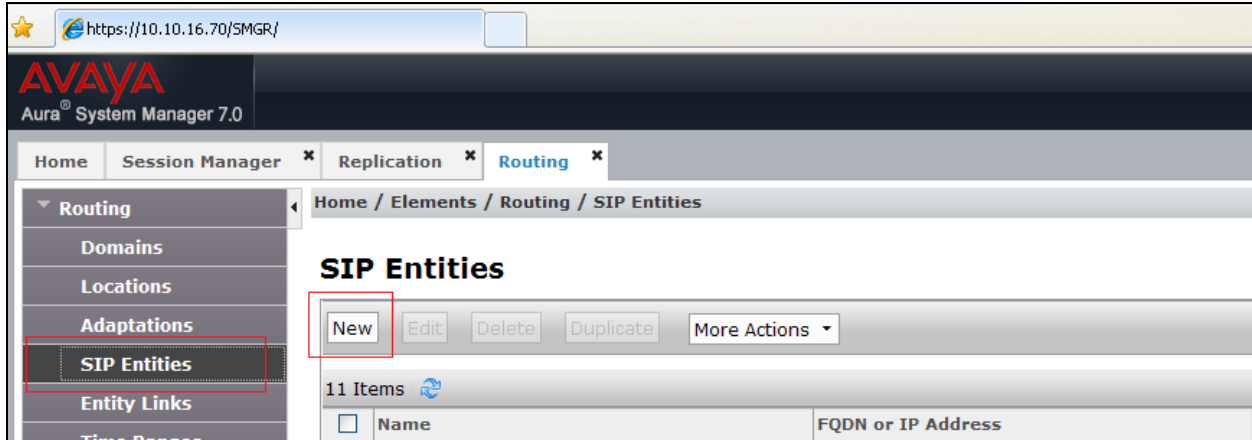 https://10.10.16.70/SMGR/
AVAYA
Aura® System Manager 7.0
Home Session Manager Replication Routing
Routing
Home / Elements / Routing / SIP Entities
Domains
Locations
Adaptations
SIP Entities
Entity Links
Time Ranges
SIP Entities
New Edit Delete Duplicate More Actions
11 Items
Name FQDN or IP Address